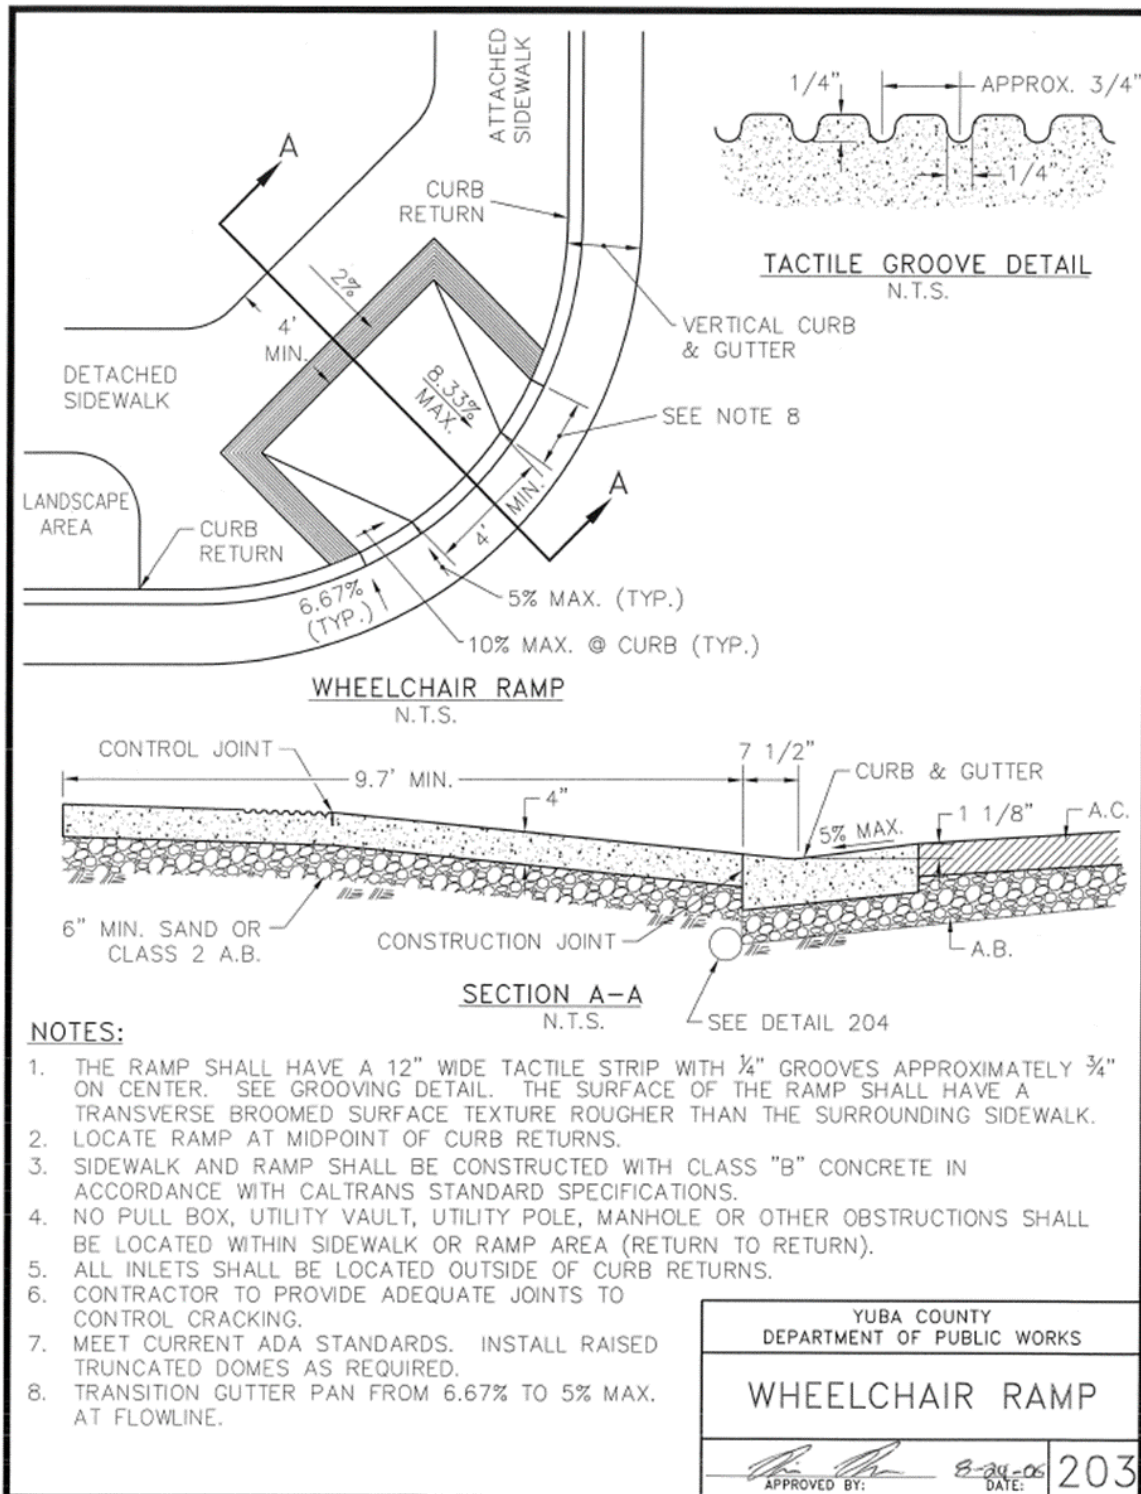 ATTACHED
SIDEWALK
1/4"
APPROX. 3/4"
A
CURB
RETURN
1/4"
TACTILE GROOVE DETAIL
N.T.S.
2%
4'
MIN.
VERTICAL CURB
& GUTTER
DETACHED
SIDEWALK
8.33%
MAX.
SEE NOTE 8
A
4' MIN.
LANDSCAPE
AREA
CURB
RETURN
6.67%
(TYP.)
5% MAX. (TYP.)
10% MAX. @ CURB (TYP.)
WHEELCHAIR RAMP
N.T.S.
CONTROL JOINT
9.7' MIN.
7 1/2"
CURB & GUTTER
4"
5% MAX.
1 1/8"
A.C.
6" MIN. SAND OR
CLASS 2 A.B.
CONSTRUCTION JOINT
A.B.
SECTION A-A
N.T.S.
SEE DETAIL 204
NOTES:
1. THE RAMP SHALL HAVE A 12" WIDE TACTILE STRIP WITH ¼" GROOVES APPROXIMATELY ¾"
ON CENTER. SEE GROOVING DETAIL. THE SURFACE OF THE RAMP SHALL HAVE A
TRANSVERSE BROOMED SURFACE TEXTURE ROUGHER THAN THE SURROUNDING SIDEWALK.
2. LOCATE RAMP AT MIDPOINT OF CURB RETURNS.
3. SIDEWALK AND RAMP SHALL BE CONSTRUCTED WITH CLASS "B" CONCRETE IN
ACCORDANCE WITH CALTRANS STANDARD SPECIFICATIONS.
4. NO PULL BOX, UTILITY VAULT, UTILITY POLE, MANHOLE OR OTHER OBSTRUCTIONS SHALL
BE LOCATED WITHIN SIDEWALK OR RAMP AREA (RETURN TO RETURN).
5. ALL INLETS SHALL BE LOCATED OUTSIDE OF CURB RETURNS.
6. CONTRACTOR TO PROVIDE ADEQUATE JOINTS TO
CONTROL CRACKING.
7. MEET CURRENT ADA STANDARDS. INSTALL RAISED
TRUNCATED DOMES AS REQUIRED.
8. TRANSITION GUTTER PAN FROM 6.67% TO 5% MAX.
AT FLOWLINE.
YUBA COUNTY
DEPARTMENT OF PUBLIC WORKS
WHEELCHAIR RAMP
8-24-06
APPROVED BY: DATE:
203